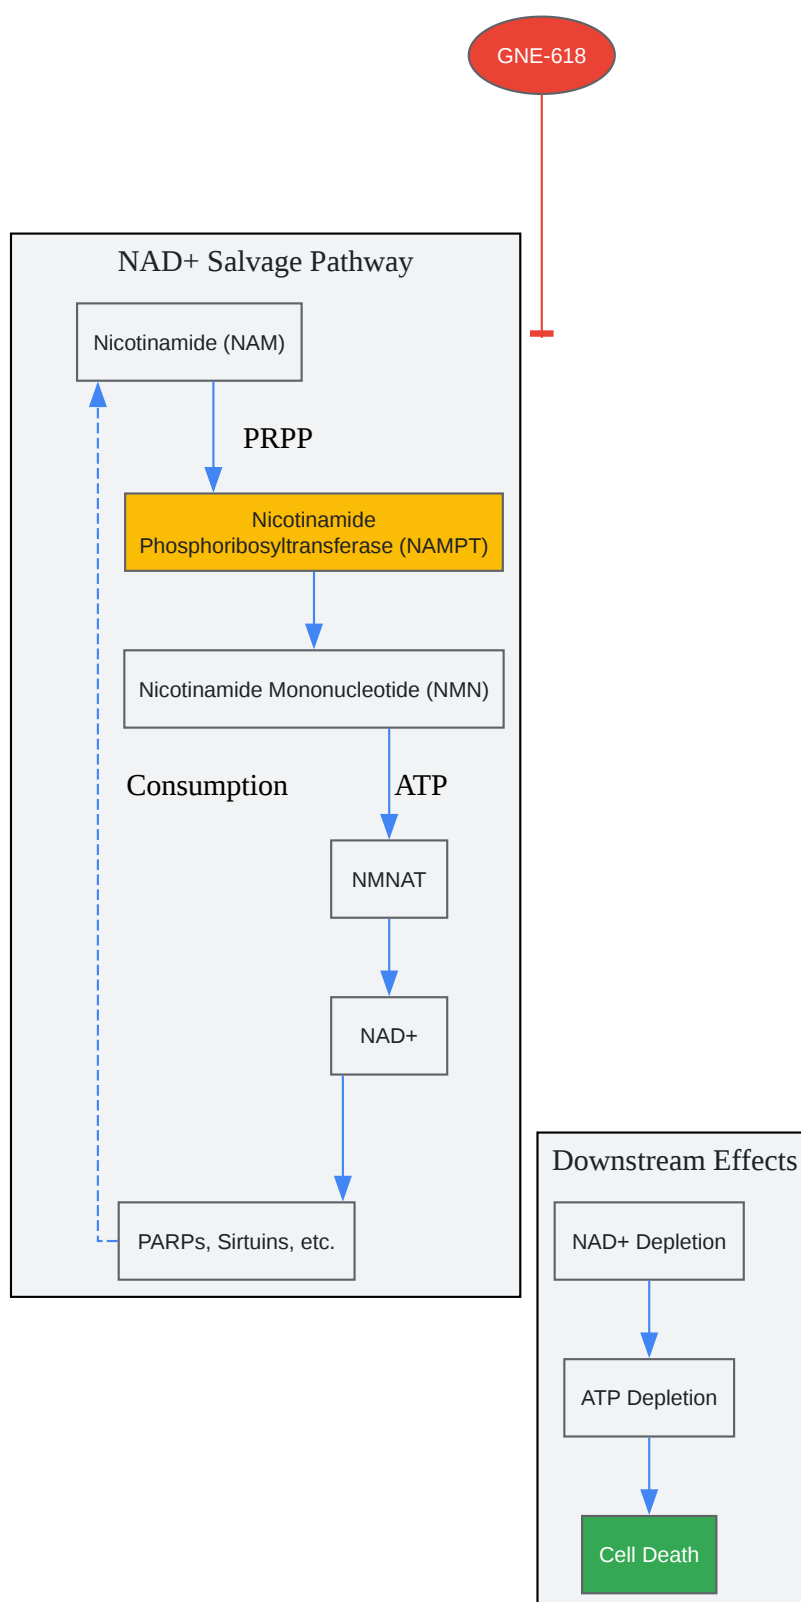 GNE-618
NAD+ Salvage Pathway
Nicotinamide (NAM)
PRPP
Nicotinamide
Phosphoribosyltransferase (NAMPT)
Nicotinamide Mononucleotide (NMN)
Consumption
ATP
NMNAT
NAD+
PARPs, Sirtuins, etc.
Downstream Effects
NAD+ Depletion
ATP Depletion
Cell Death